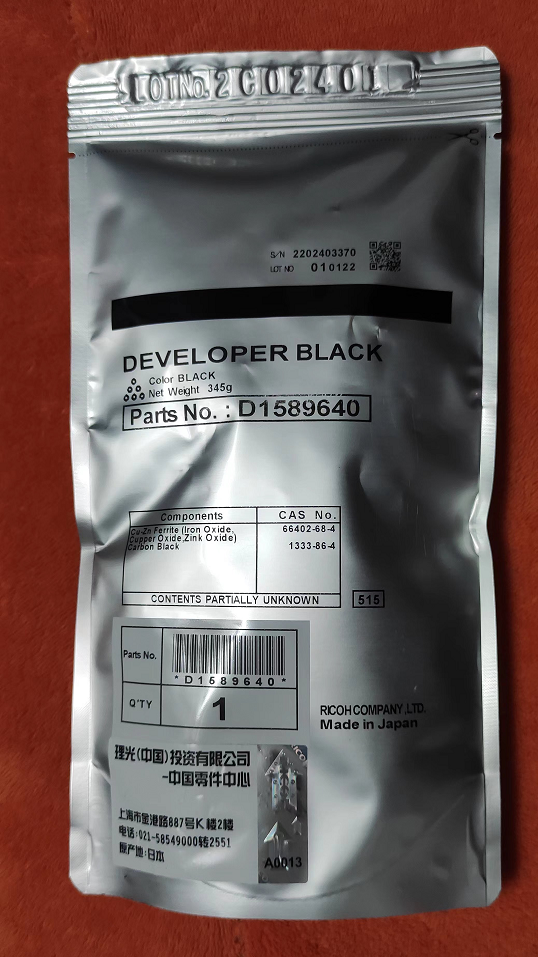 LOTNo. 2C02401
S/N 2202403370
LOT NO 010122
DEVELOPER BLACK
Color BLACK
Net Weight 345g
Parts No. : D1589640
Components CAS No.
Cu-Zn Ferrite (Iron Oxide, 66402-68-4
Cupper Oxide,Zink Oxide)
Carbon Black 1333-86-4
CONTENTS PARTIALLY UNKNOWN 515
Parts No.
*D1589640*
Q'TY 1
RICOH COMPANY,LTD.
Made in Japan
理光(中国)投资有限公司
-中国零件中心
上海市金港路887号K楼2楼
电话:021-58549000转2551
原产地:日本
A0013